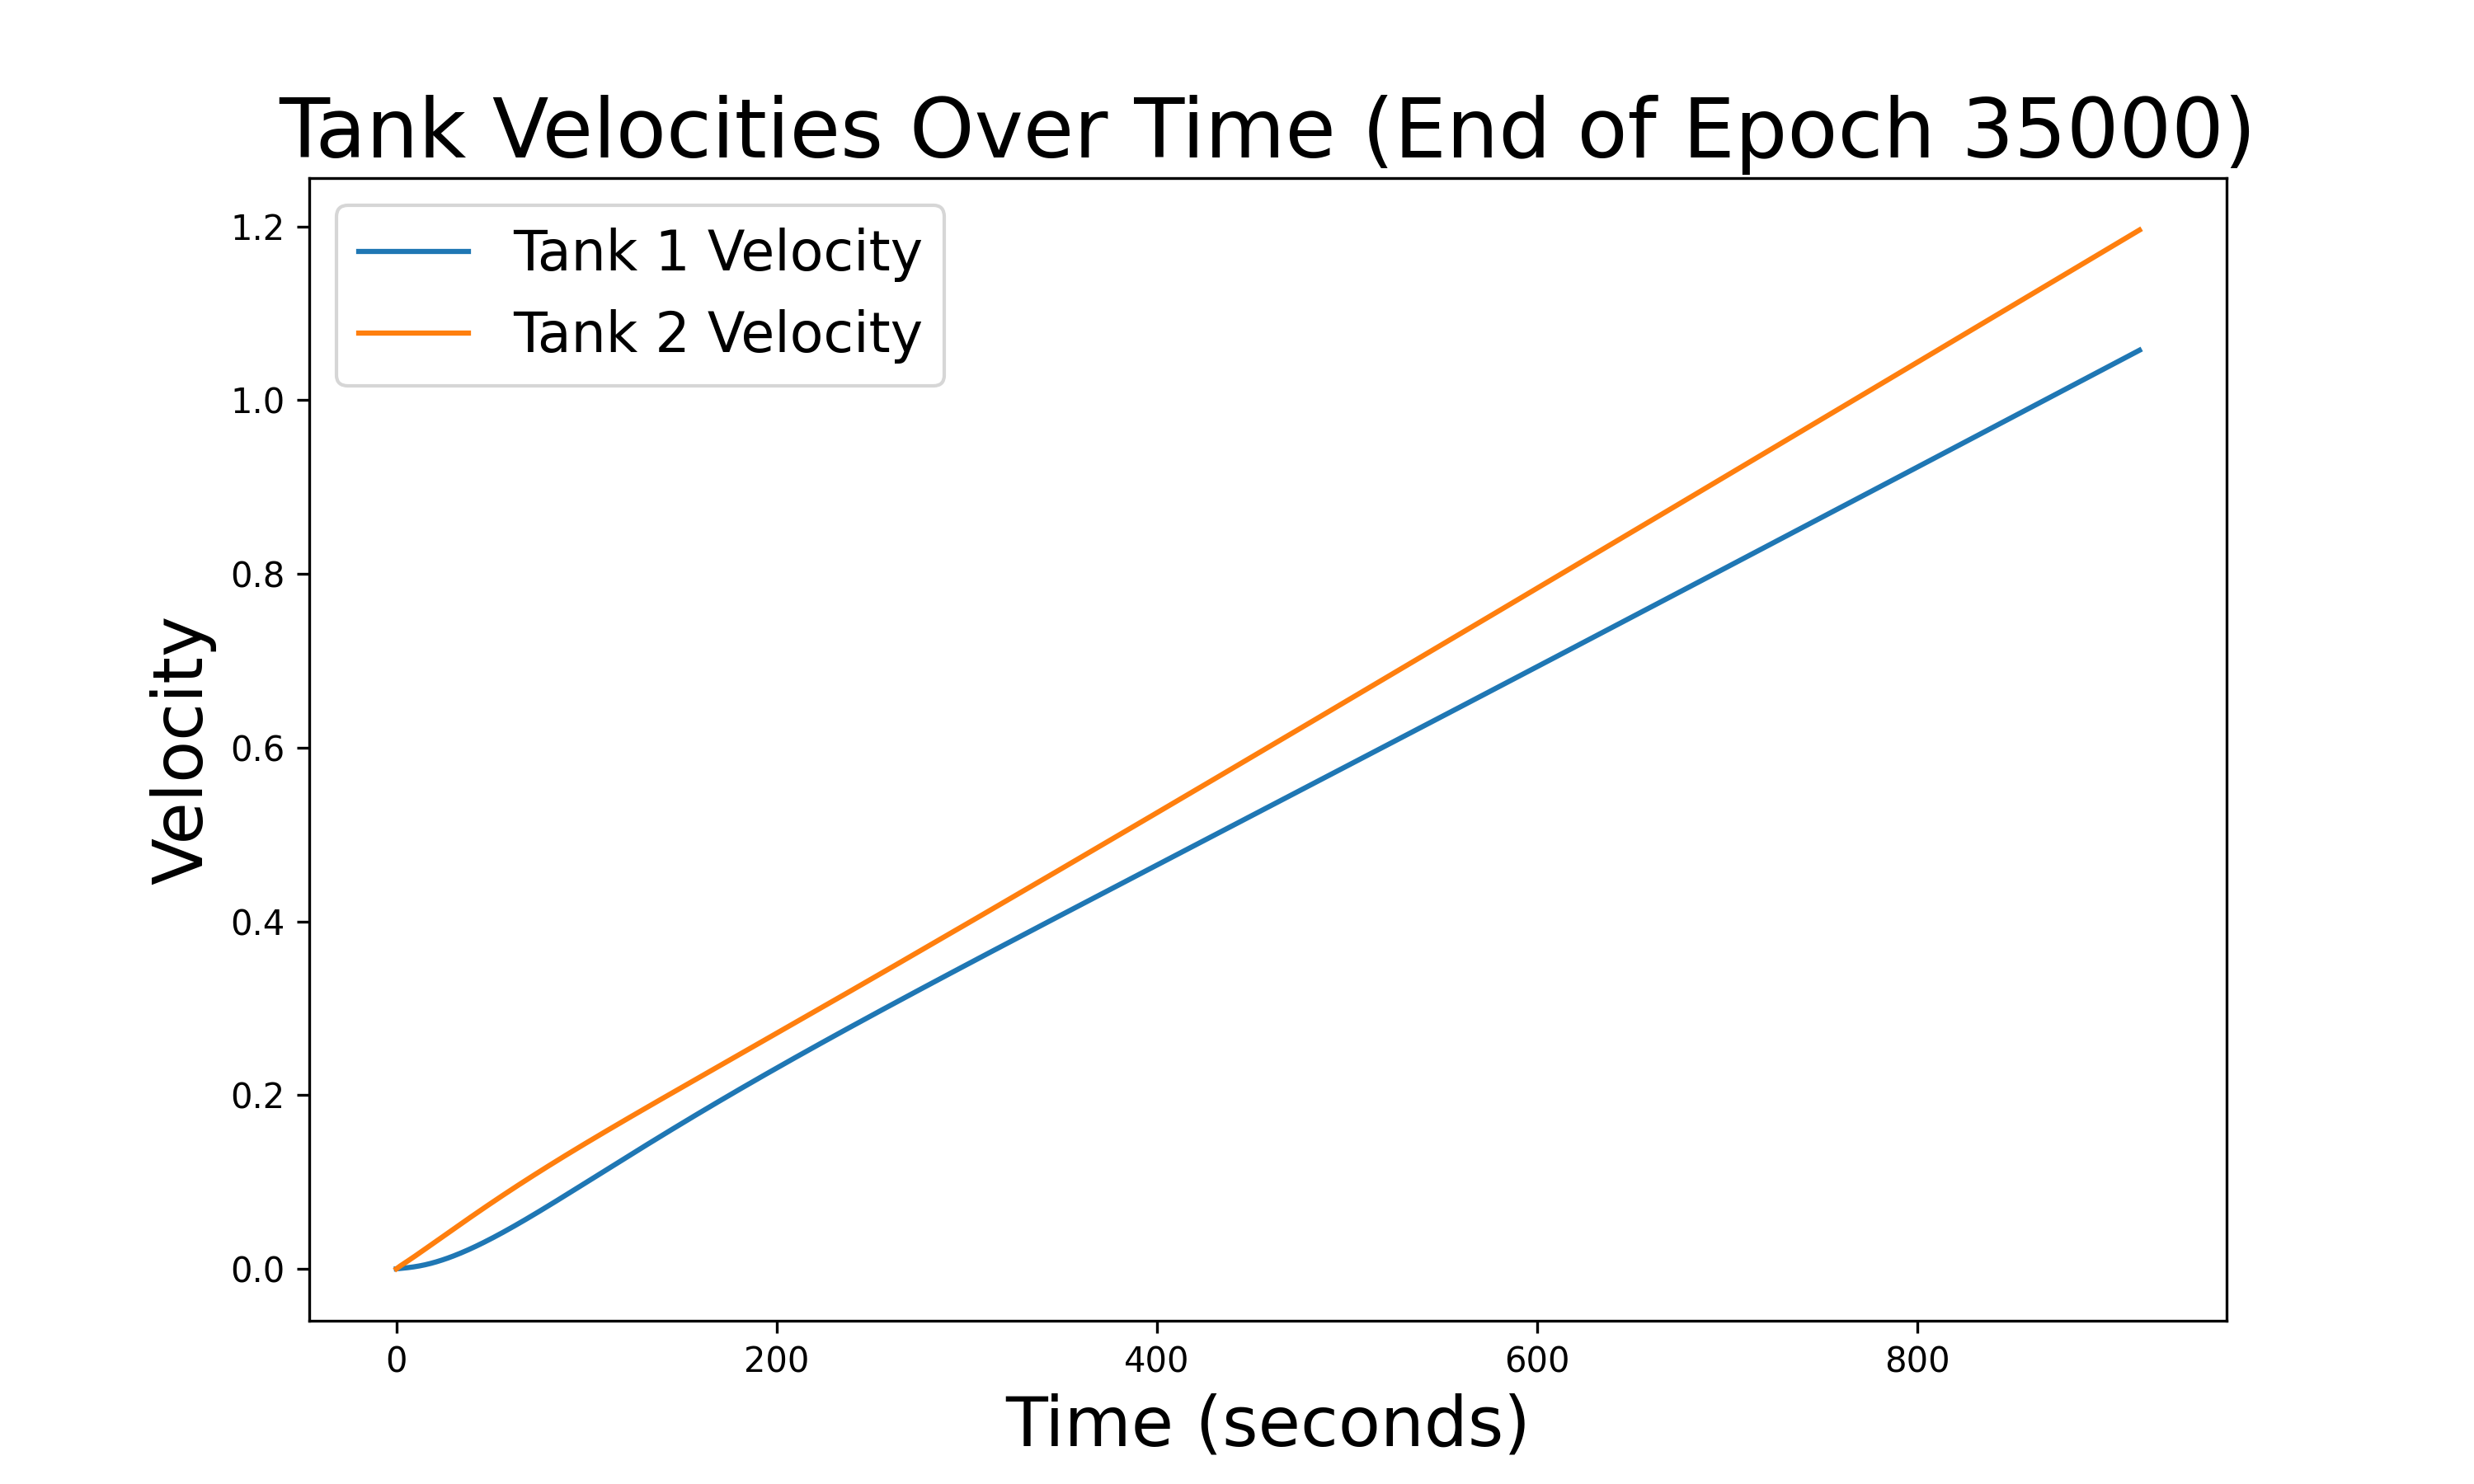 Tank Velocities Over Time (End of Epoch 35000)
Tank 1 Velocity
Tank 2 Velocity
1.2
1.0
0.8
0.6
0.4
0.2
0.0
Velocity
0 200 400 600 800
Time (seconds)